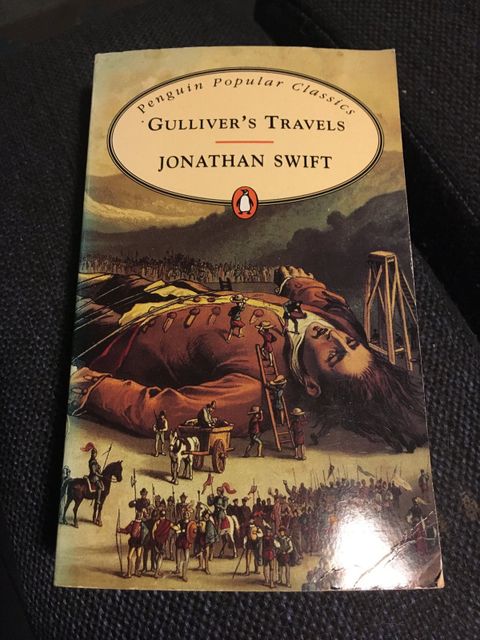 Penguin Popular Classics
GULLIVER'S TRAVELS
JONATHAN SWIFT